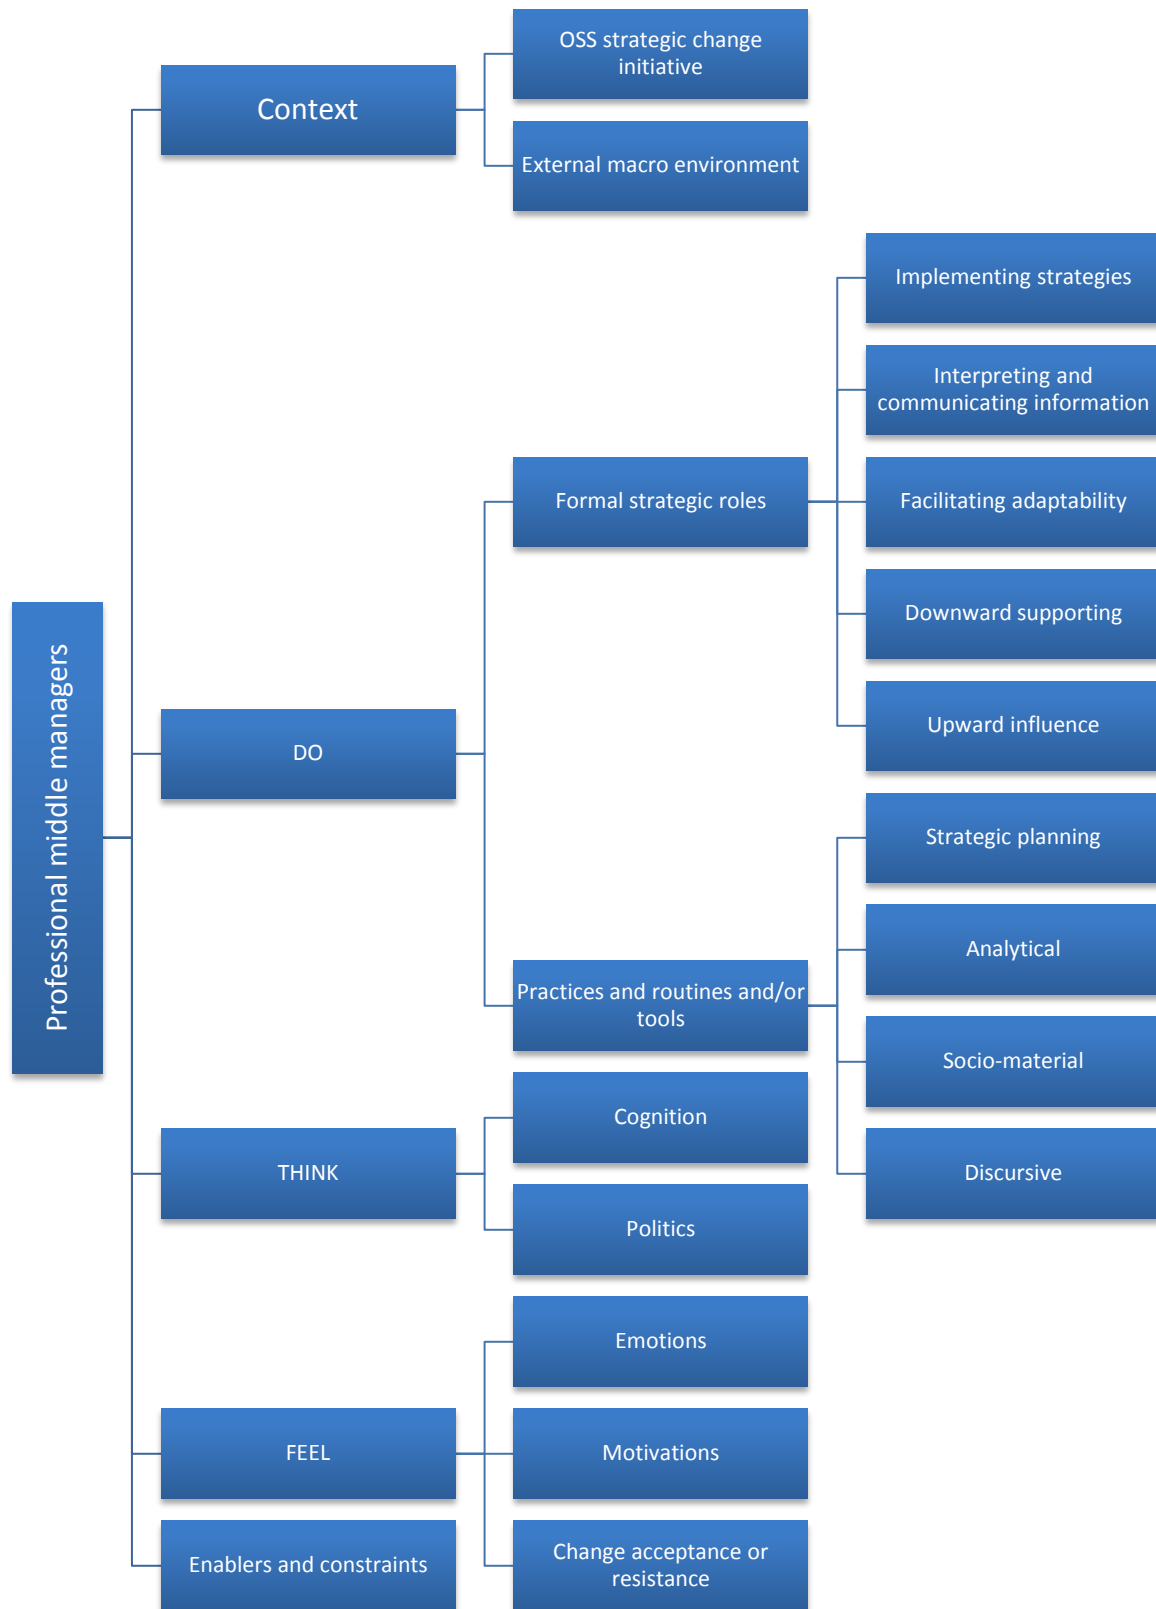 Professional middle managers
Context
OSS strategic change
initiative
External macro environment
DO
Formal strategic roles
Implementing strategies
Interpreting and
communicating information
Facilitating adaptability
Downward supporting
Upward influence
Practices and routines and/or
tools
Strategic planning
Analytical
Socio-material
Discursive
THINK
Cognition
Politics
FEEL
Emotions
Motivations
Change acceptance or
resistance
Enablers and constraints